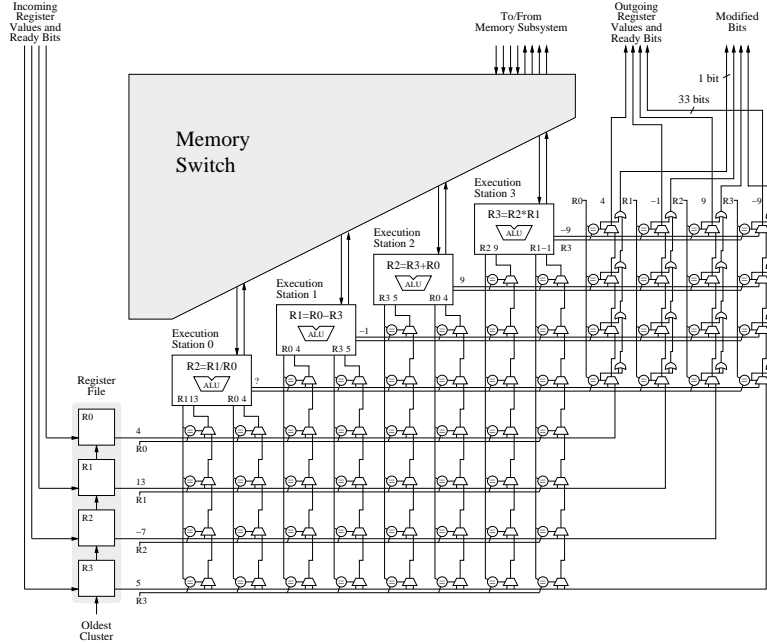 Incoming
Register
Values and
Ready Bits
To/From
Memory Subsystem
Outgoing
Register
Values and
Ready Bits
Modified
Bits
1 bit
33 bits
Memory
Switch
Execution
Station 3
R3=R2*R1
ALU
R2 9
R1−1
−9
R3
R0
4
R1
−1
R2
9
R3
−9
Execution
Station 2
R2=R3+R0
ALU
R3 5
R0 4
9
Execution
Station 1
R1=R0−R3
ALU
R0 4
R3 5
−1
Execution
Station 0
R2=R1/R0
ALU
R113
R0 4
?
Register
File
R0
4
R0
R1
13
R1
R2
−7
R2
R3
5
R3
Oldest
Cluster